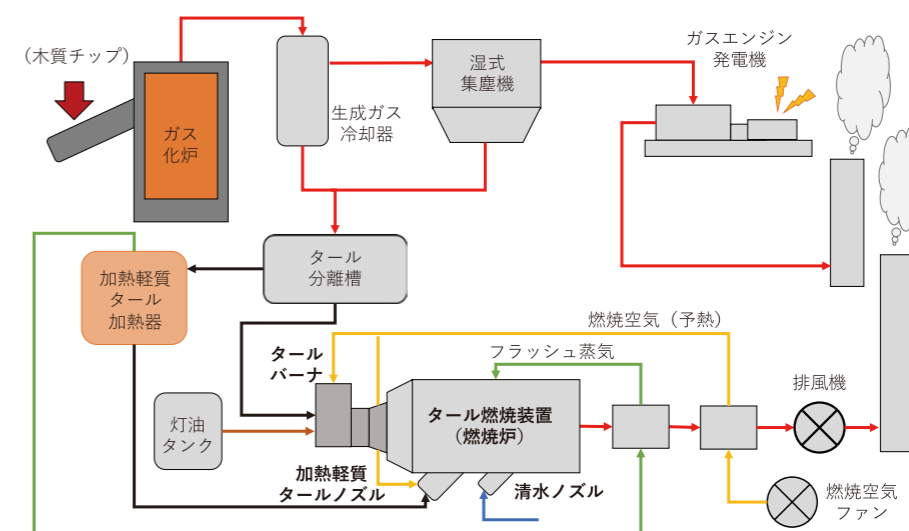 (木質チップ)
ガス
化炉
生成ガス
冷却器
湿式
集塵機
ガスエンジン
発電機
加熱軽質
タール
加熱器
タール
分離槽
燃焼空気(予熱)
フラッシュ蒸気
タール
バーナ
排風機
灯油
タンク
タール燃焼装置
(燃焼炉)
加熱軽質
タールノズル
清水ノズル
燃焼空気
ファン